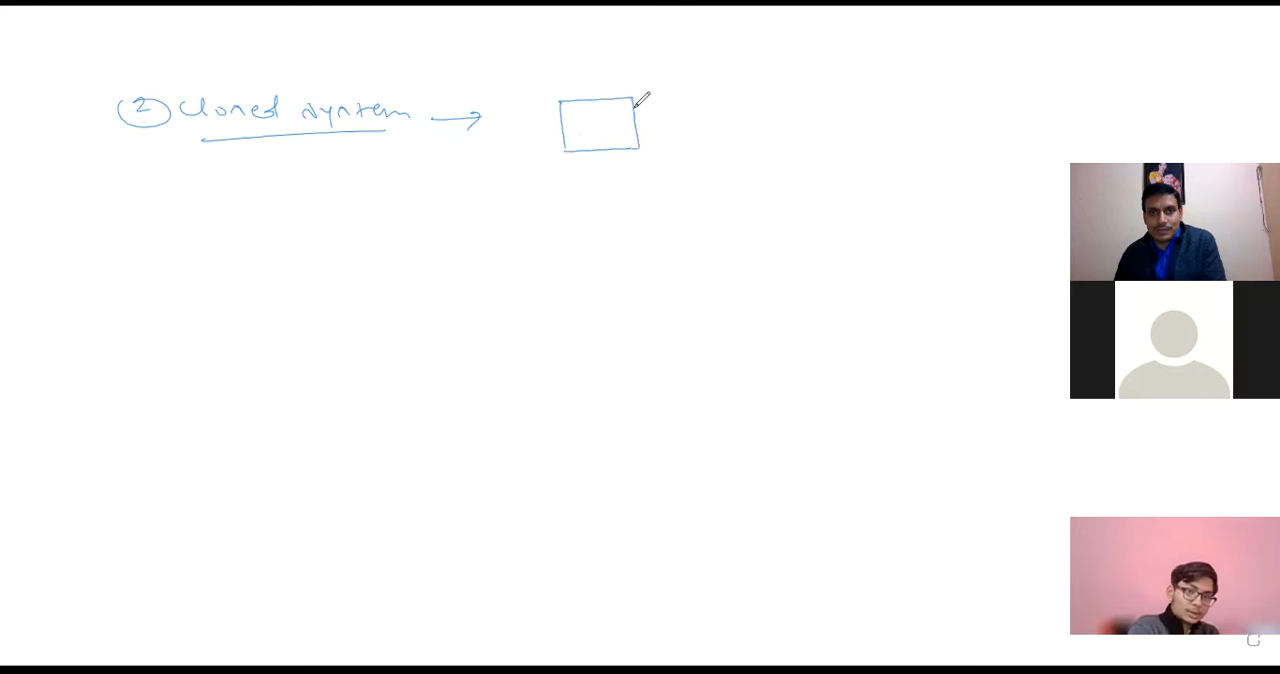 ② Closed system →